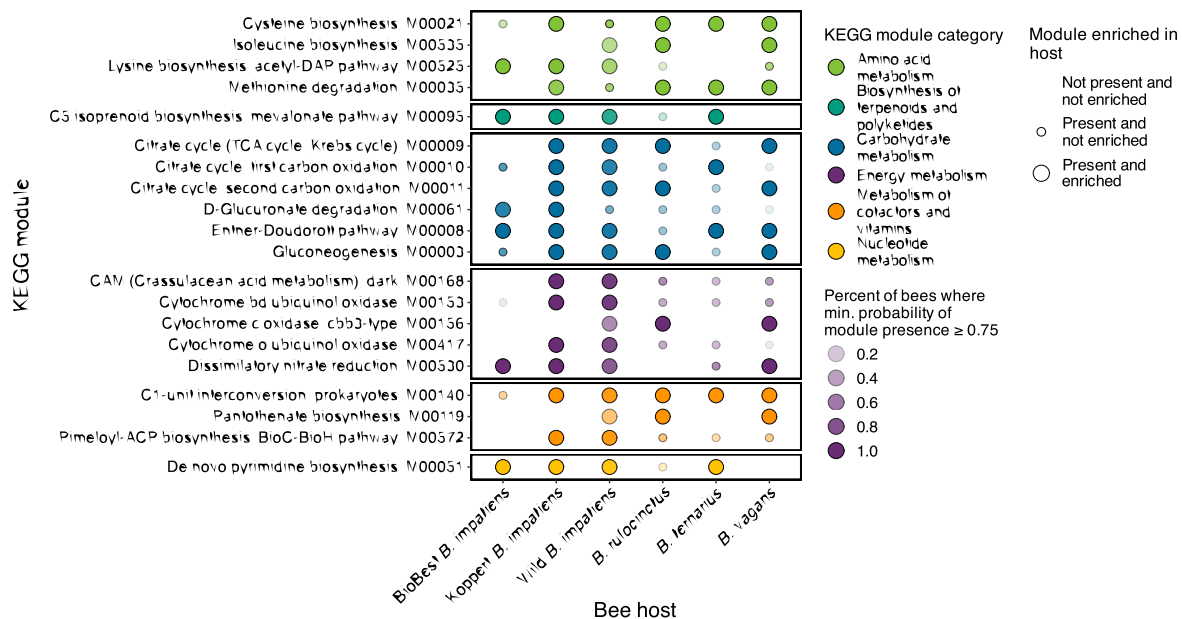 Cysteine biosynthesis M00021
Isoleucine biosynthesis M00535
Lysine biosynthesis acetyl-DAP pathway M00525
Methionine degradation M00035
C5 isoprenoid biosynthesis mevalonate pathway M00095
Citrate cycle (TCA cycle Krebs cycle) M00009
Citrate cycle first carbon oxidation M00010
Citrate cycle second carbon oxidation M00011
D-Glucuronate degradation M00061
Entner-Doudoroff pathway M00008
Gluconeogenesis M00003
CAM (Crassulacean acid metabolism) dark M00168
Cytochrome bd ubiquinol oxidase M00153
Cytochrome c oxidase cbb3-type M00156
Cytochrome o ubiquinol oxidase M00417
Dissimilatory nitrate reduction M00530
C1-unit interconversion prokaryotes M00140
Pantothenate biosynthesis M00119
Pimeloyl-ACP biosynthesis BioC-BioH pathway M00572
De novo pyrimidine biosynthesis M00051
KEGG module
BioBest B. impatiens
Koppert B. impatiens
Wild B. impatiens
B. rufocinctus
B. ternarius
B. vagans
Bee host
KEGG module category
Amino acid
metabolism
Biosynthesis of
terpenoids and
polyketides
Carbohydrate
metabolism
Energy metabolism
Metabolism of
cofactors and
vitamins
Nucleotide
metabolism
Percent of bees where
min. probability of
module presence ≥ 0.75
0.2
0.4
0.6
0.8
1.0
Module enriched in
host
Not present and
not enriched
Present and
not enriched
Present and
enriched